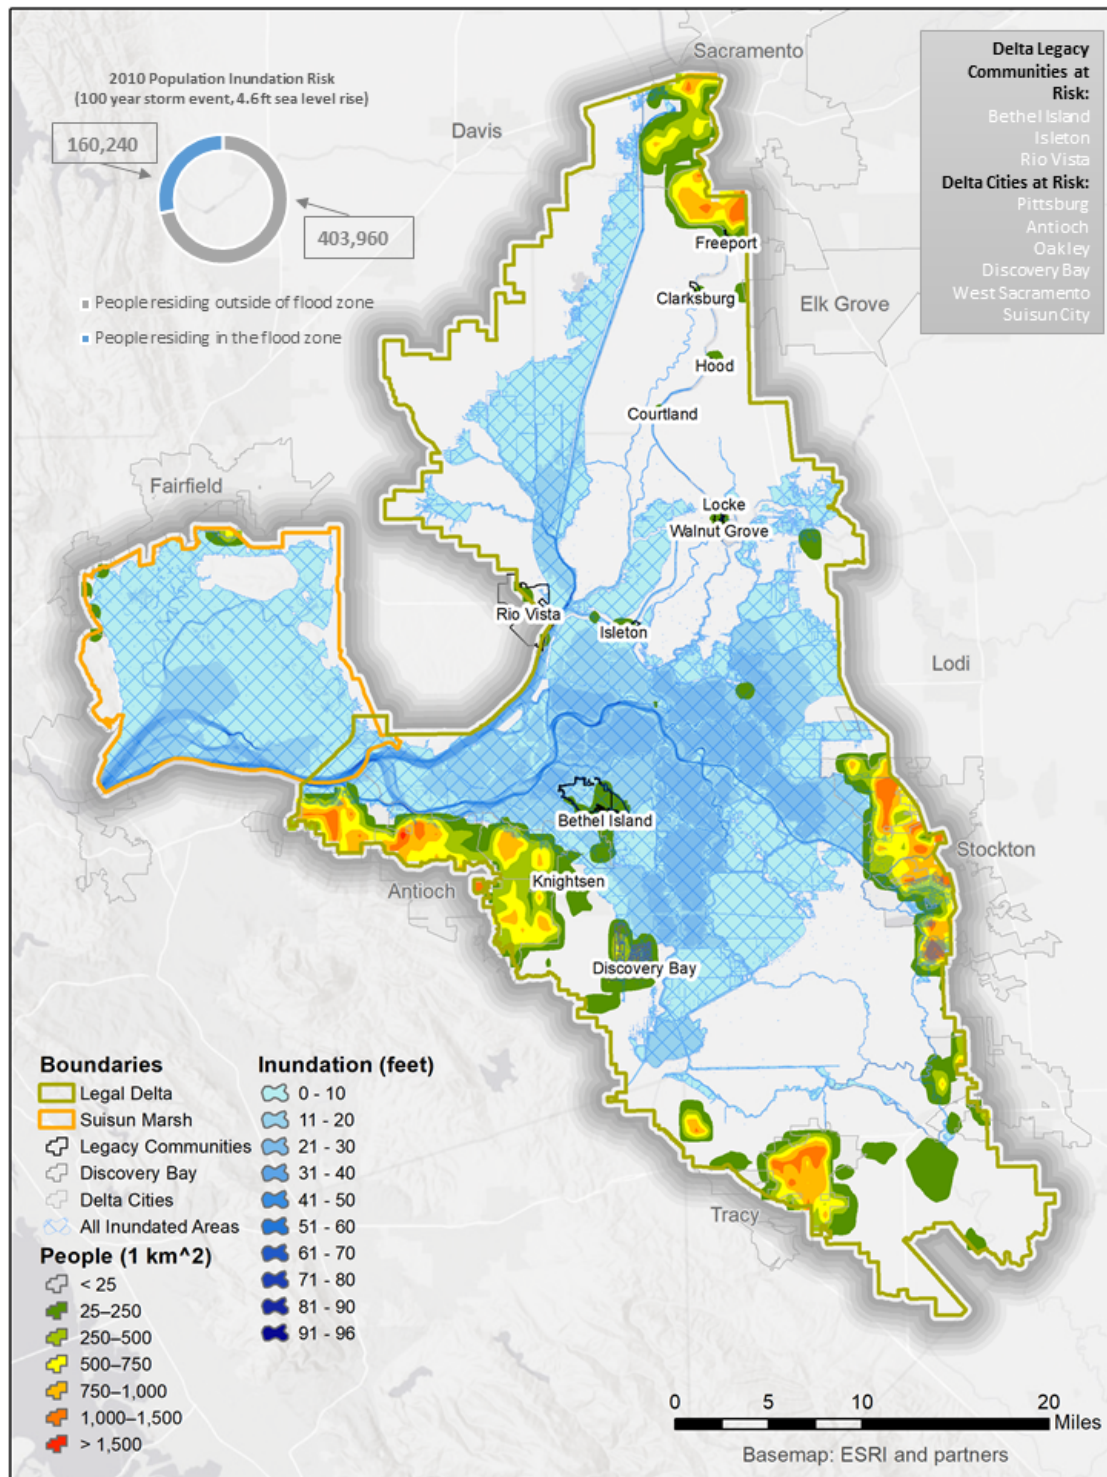 Sacramento
2010 Population Inundation Risk
(100 year storm event, 4.6ft sea level rise)
160,240
403,960
People residing outside of flood zone
People residing in the flood zone
Delta Legacy
Communities at
Risk:
Bethel Island
Isleton
Rio Vista
Delta Cities at Risk:
Pittsburg
Antioch
Oakley
Discovery Bay
West Sacramento
Suisun City
Davis
Freeport
Clarksburg
Elk Grove
Hood
Courtland
Fairfield
Locke
Walnut Grove
Rio Vista
Isleton
Lodi
Bethel Island
Stockton
Knightsen
Antioch
Discovery Bay
Tracy
Boundaries
Legal Delta
Suisun Marsh
Legacy Communities
Discovery Bay
Delta Cities
All Inundated Areas
People (1 km^2)
< 25
25–250
250–500
500–750
750–1,000
1,000–1,500
> 1,500
Inundation (feet)
0 - 10
11 - 20
21 - 30
31 - 40
41 - 50
51 - 60
61 - 70
71 - 80
81 - 90
91 - 96
0 5 10 20
Miles
Basemap: ESRI and partners